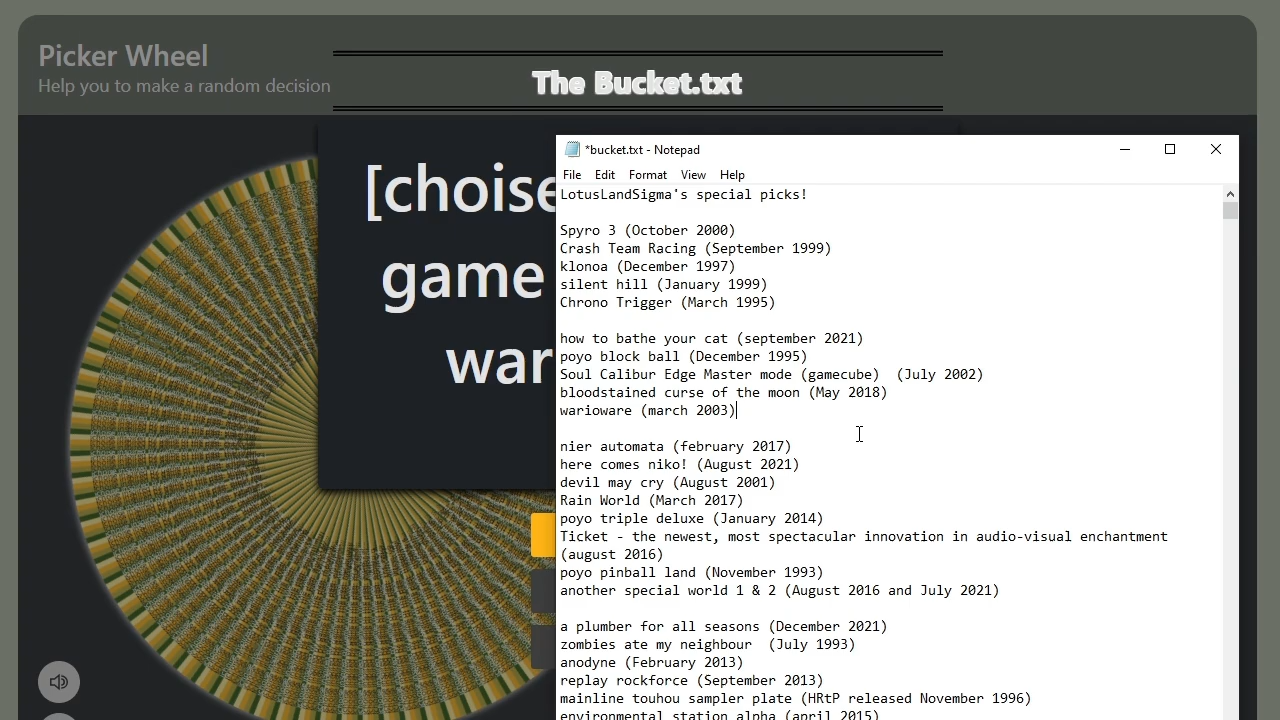 Picker Wheel
Help you to make a random decision
The Bucket.txt
[choise
game
war
*bucket.txt - Notepad
File Edit Format View Help
LotusLandSigma's special picks!
Spyro 3 (October 2000)
Crash Team Racing (September 1999)
klonoa (December 1997)
silent hill (January 1999)
Chrono Trigger (March 1995)
how to bathe your cat (september 2021)
poyo block ball (December 1995)
Soul Calibur Edge Master mode (gamecube)  (July 2002)
bloodstained curse of the moon (May 2018)
warioware (march 2003)
nier automata (february 2017)
here comes niko! (August 2021)
devil may cry (August 2001)
Rain World (March 2017)
poyo triple deluxe (January 2014)
Ticket - the newest, most spectacular innovation in audio-visual enchantment
(august 2016)
poyo pinball land (November 1993)
another special world 1 & 2 (August 2016 and July 2021)
a plumber for all seasons (December 2021)
zombies ate my neighbour  (July 1993)
anodyne (February 2013)
replay rockforce (September 2013)
mainline touhou sampler plate (HRtP released November 1996)
environmental station alpha (april 2015)